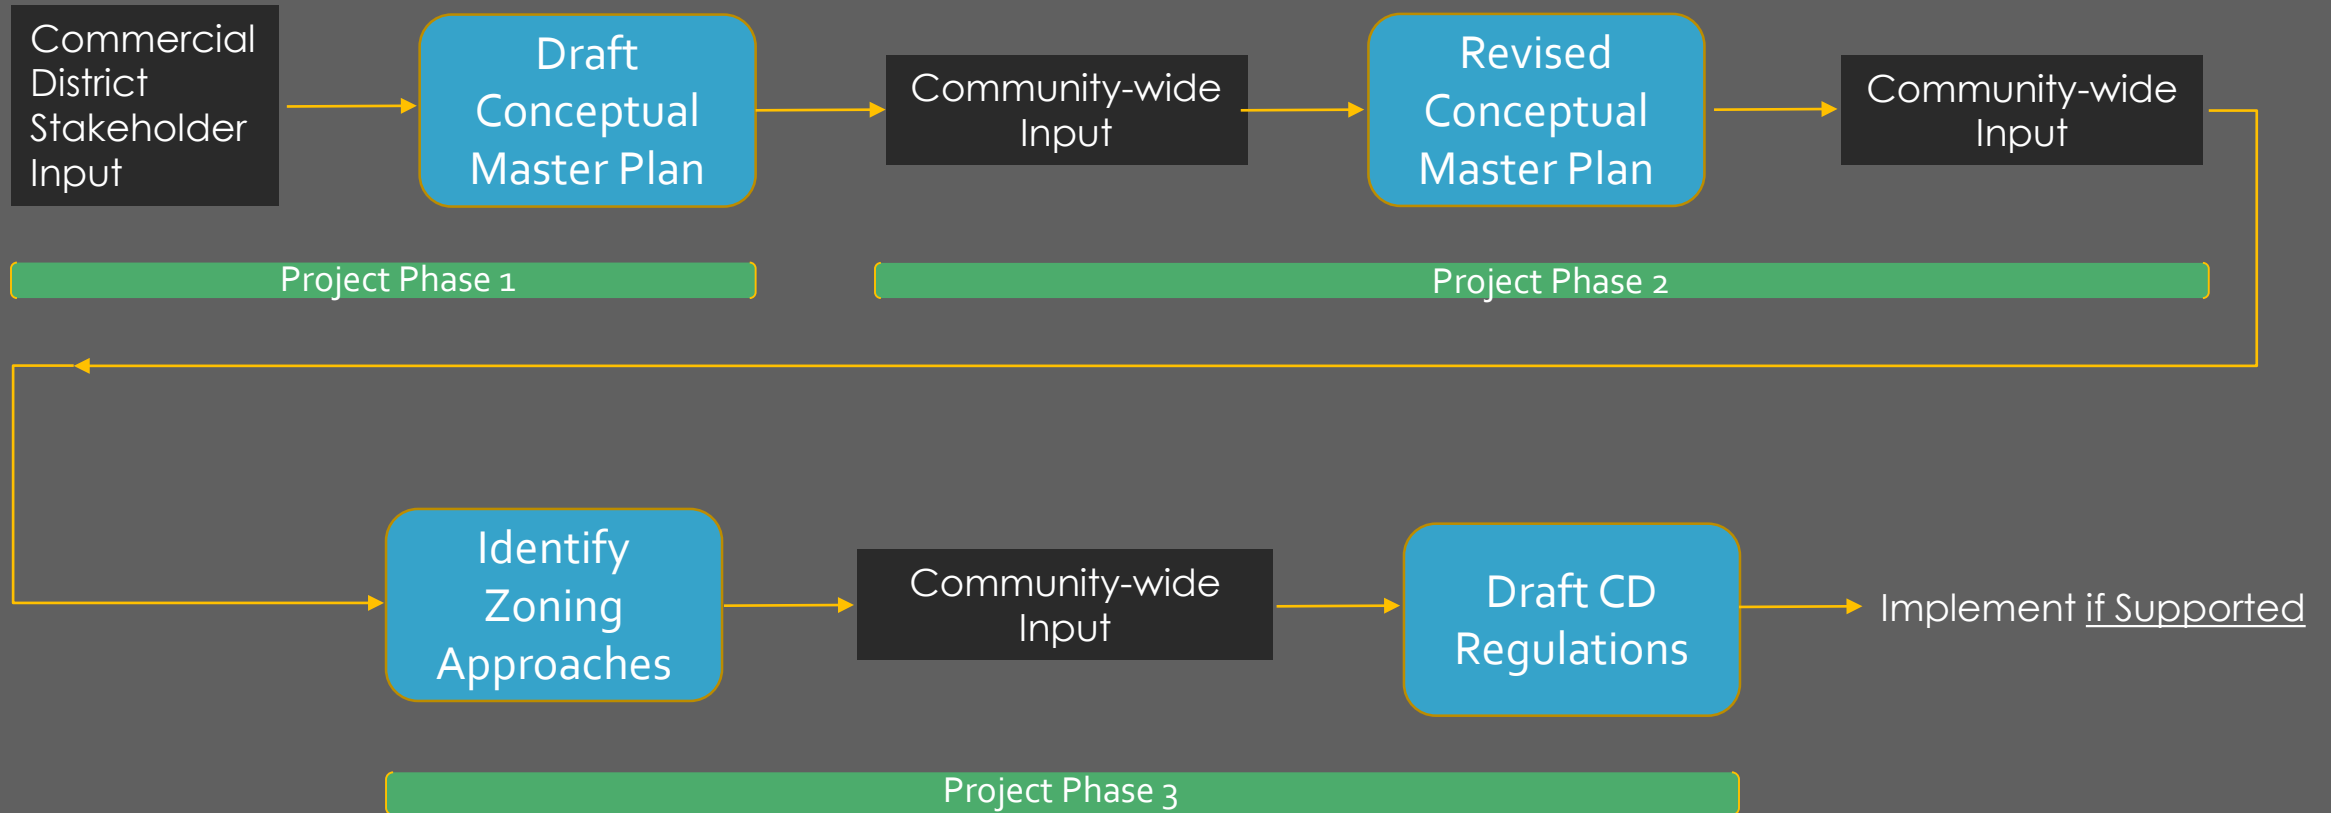 Commercial
District
Stakeholder
Input
Draft
Conceptual
Master Plan
Community-wide
Input
Revised
Conceptual
Master Plan
Community-wide
Input
Project Phase 1
Project Phase 2
Identify
Zoning
Approaches
Community-wide
Input
Draft CD
Regulations
Implement if Supported
Project Phase 3